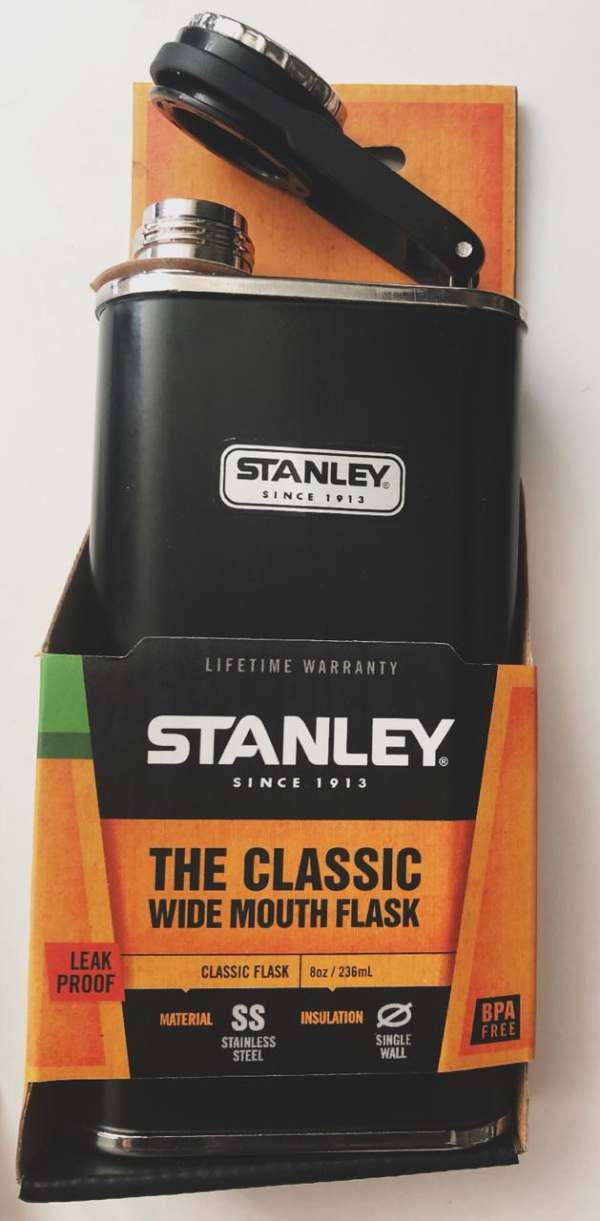 STANLEY®
SINCE 1913
LIFETIME WARRANTY
STANLEY®
SINCE 1913
THE CLASSIC
WIDE MOUTH FLASK
LEAK
PROOF
CLASSIC FLASK 8oz / 236mL
MATERIAL SS
STAINLESS
STEEL
INSULATION
SINGLE
WALL
BPA
FREE